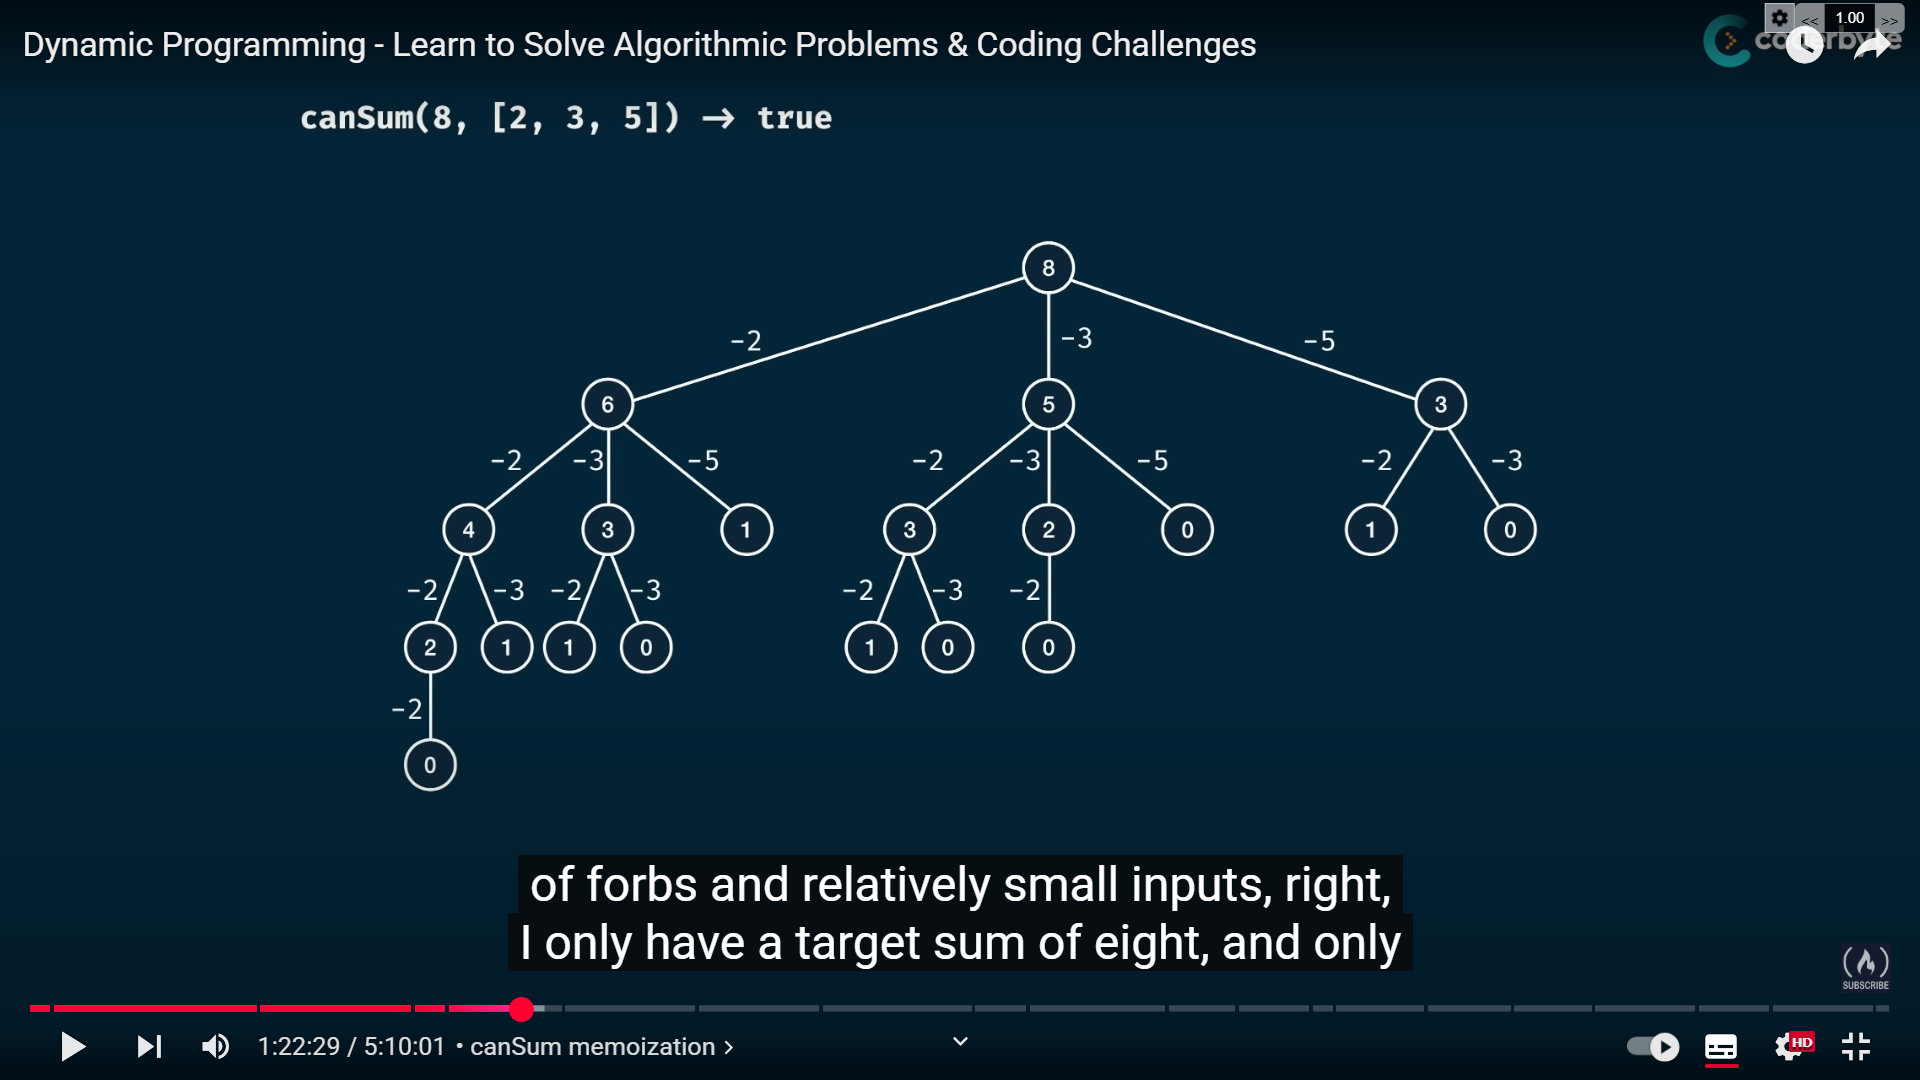 Dynamic Programming - Learn to Solve Algorithmic Problems & Coding Challenges
<< 1.00 >>
canSum(8, [2, 3, 5]) → true
8
-2 -3 -5
6 5 3
-2 -3 -5 -2 -3 -5 -2 -3
4 3 1 3 2 0 1 0
-2 -3 -2 -3 -2 -3 -2
2 1 1 0 1 0 0
-2
0
of forbs and relatively small inputs, right,
I only have a target sum of eight, and only
SUBSCRIBE
1:22:29 / 5:10:01 • canSum memoization >
HD